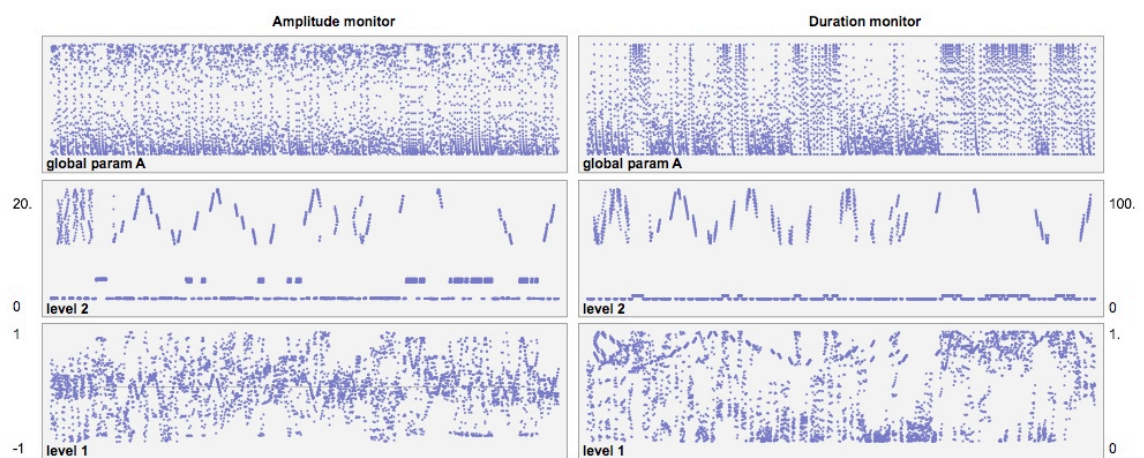 Amplitude monitor
Duration monitor
global param A
global param A
20.
100.
0
level 2
level 2
0
1
1.
-1
level 1
level 1
0